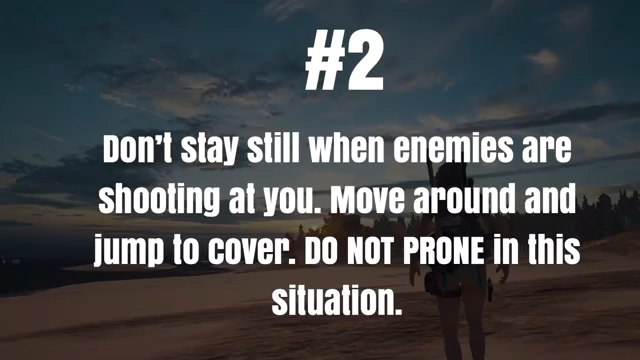 #2
Don't stay still when enemies are
shooting at you. Move around and
jump to cover. DO NOT PRONE in this
situation.